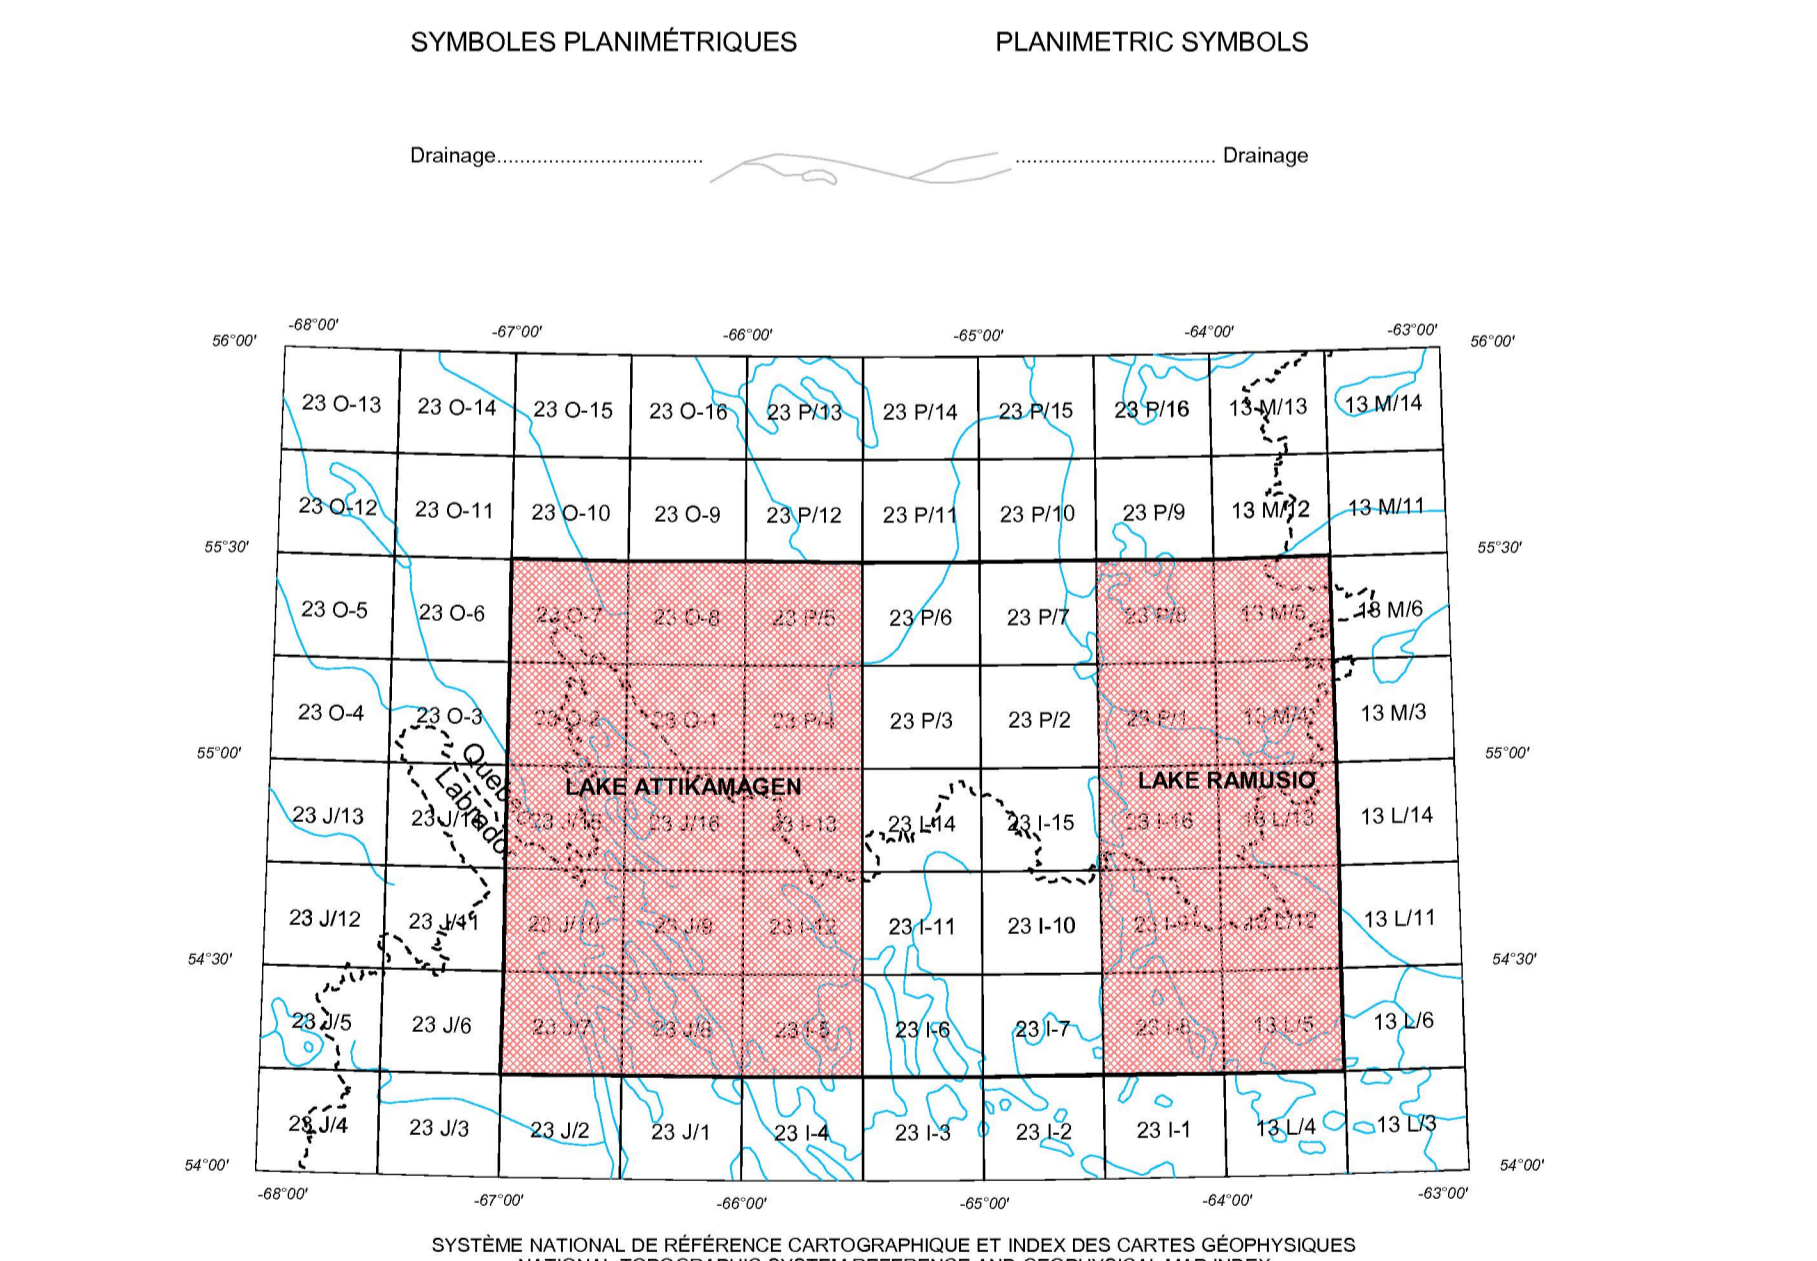 SYMBOLES PLANIMÉTRIQUES PLANIMETRIC SYMBOLS
Drainage.................................... ................................... Drainage
-68°00' -67°00' -66°00' -65°00' -64°00' -63°00'
56°00' 56°00'
23 O-13 23 O-14 23 O-15 23 O-16 23 P/13 23 P/14 23 P/15 23 P/16 13 M/13 13 M/14
23 O-12 23 O-11 23 O-10 23 O-9 23 P/12 23 P/11 23 P/10 23 P/9 13 M/12 13 M/11
55°30' 55°30'
23 O-5 23 O-6 23 O-7 23 O-8 23 P/5 23 P/6 23 P/7 23 P/8 13 M/5 13 M/6
23 O-4 23 O-3 23 O-2 23 O-1 23 P/4 23 P/3 23 P/2 23 P/1 13 M/4 13 M/3
55°00' 55°00'
LAKE ATTIKAMAGEN LAKE RAMUSIO
23 J/13 23 J/16 23 I-13 23 I-14 23 I-15 23 I-16 13 L/13 13 L/14
23 J/12 23 J/11 23 J/10 23 J/9 23 I-12 23 I-11 23 I-10 23 I-9 13 L/12 13 L/11
54°30' 54°30'
23 J/5 23 J/6 23 J/7 23 J/8 23 I-5 23 I-6 23 I-7 23 I-8 13 L/5 13 L/6
23 J/4 23 J/3 23 J/2 23 J/1 23 I-4 23 I-3 23 I-2 23 I-1 13 L/4 13 L/3
54°00' 54°00'
-68°00' -67°00' -66°00' -65°00' -64°00' -63°00'
SYSTÈME NATIONAL DE RÉFÉRENCE CARTOGRAPHIQUE ET INDEX DES CARTES GÉOPHYSIQUES
NATIONAL TOPOGRAPHIC SYSTEM REFERENCE AND GEOPHYSICAL MAP INDEX